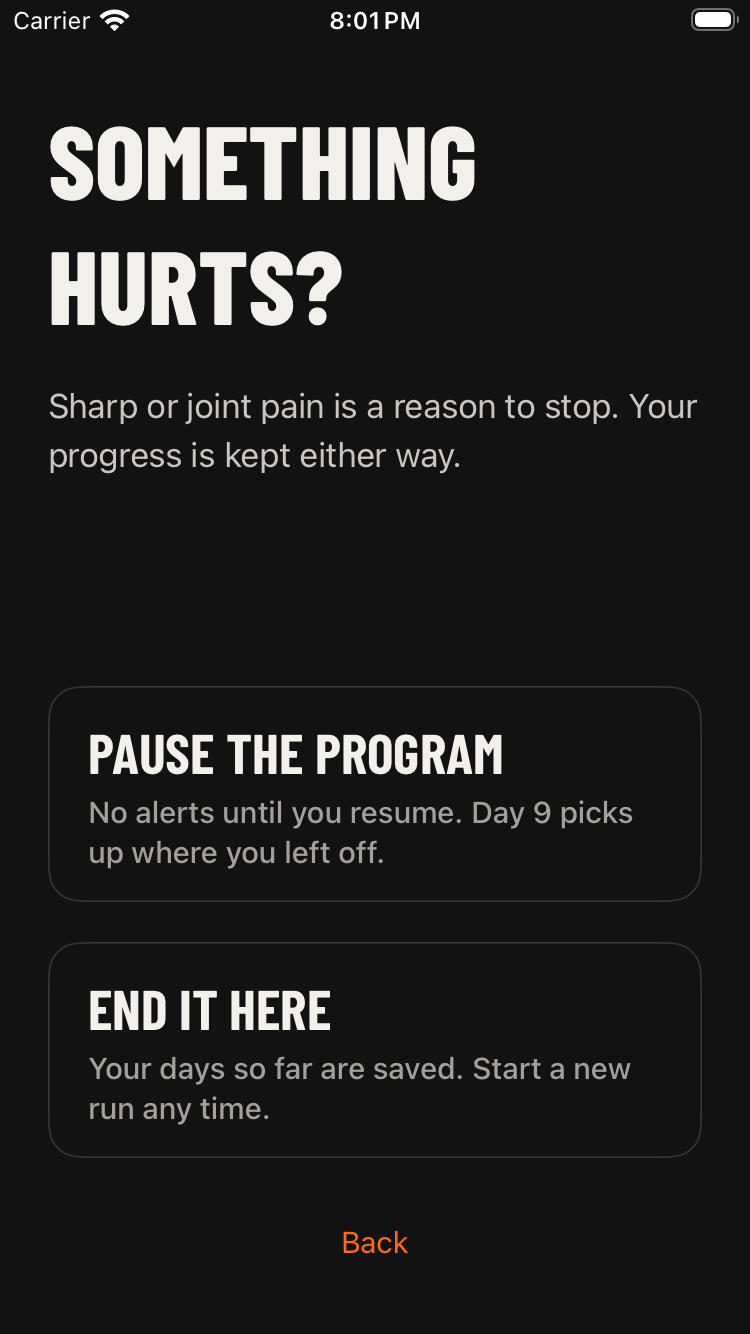 Carrier
8:01 PM
SOMETHING
HURTS?
Sharp or joint pain is a reason to stop. Your
progress is kept either way.
PAUSE THE PROGRAM
No alerts until you resume. Day 9 picks
up where you left off.
END IT HERE
Your days so far are saved. Start a new
run any time.
Back